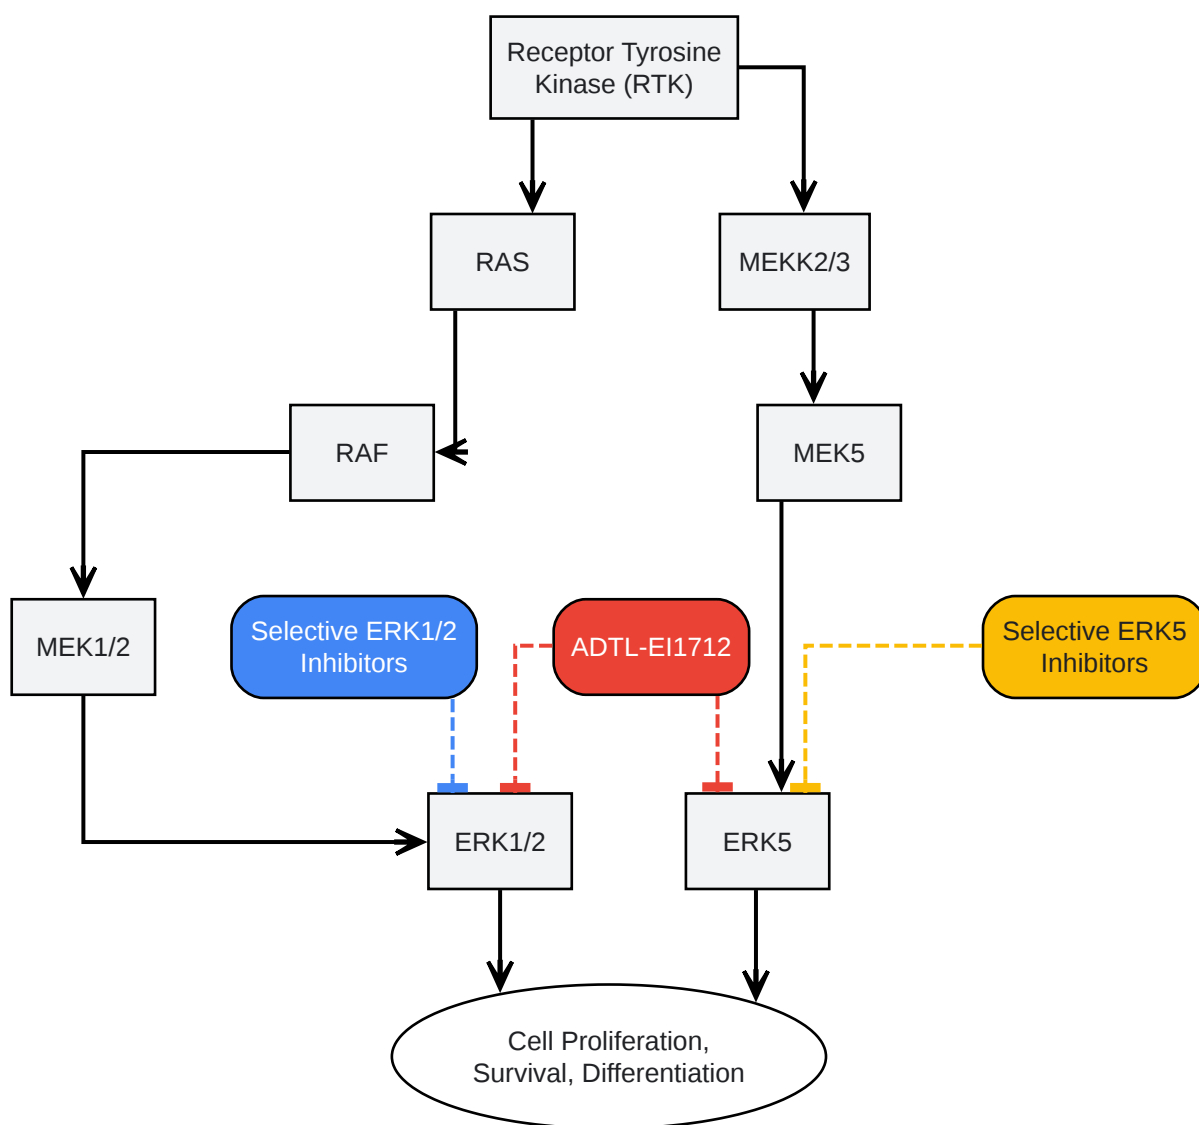 Receptor Tyrosine
Kinase (RTK)
RAS
MEKK2/3
RAF
MEK5
MEK1/2
Selective ERK1/2
Inhibitors
ADTL-EI1712
Selective ERK5
Inhibitors
ERK1/2
ERK5
Cell Proliferation,
Survival, Differentiation